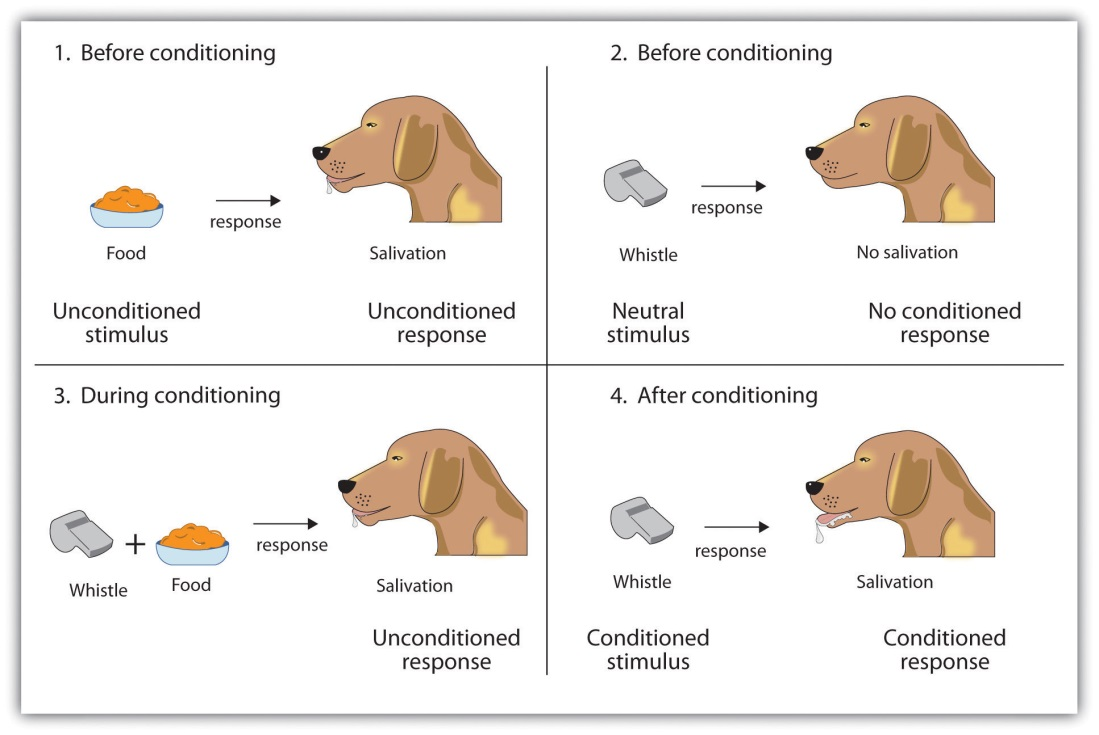 1. Before conditioning
response
Food
Salivation
Unconditioned
stimulus
Unconditioned
response
2. Before conditioning
response
Whistle
No salivation
Neutral
stimulus
No conditioned
response
3. During conditioning
+
response
Whistle
Food
Salivation
Unconditioned
response
4. After conditioning
response
Whistle
Salivation
Conditioned
stimulus
Conditioned
response